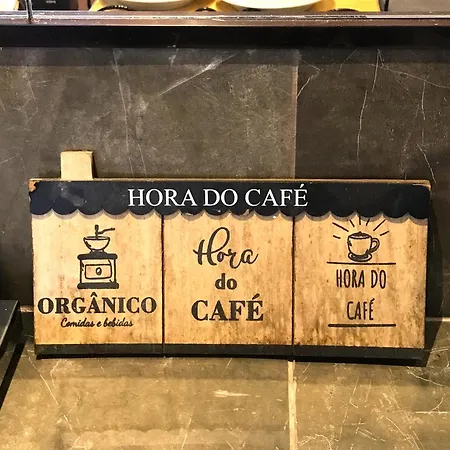 HORA DO CAFÉ
ORGÂNICO
Comidas e bebidas
Hora
do
CAFÉ
HORA DO
CAFÉ